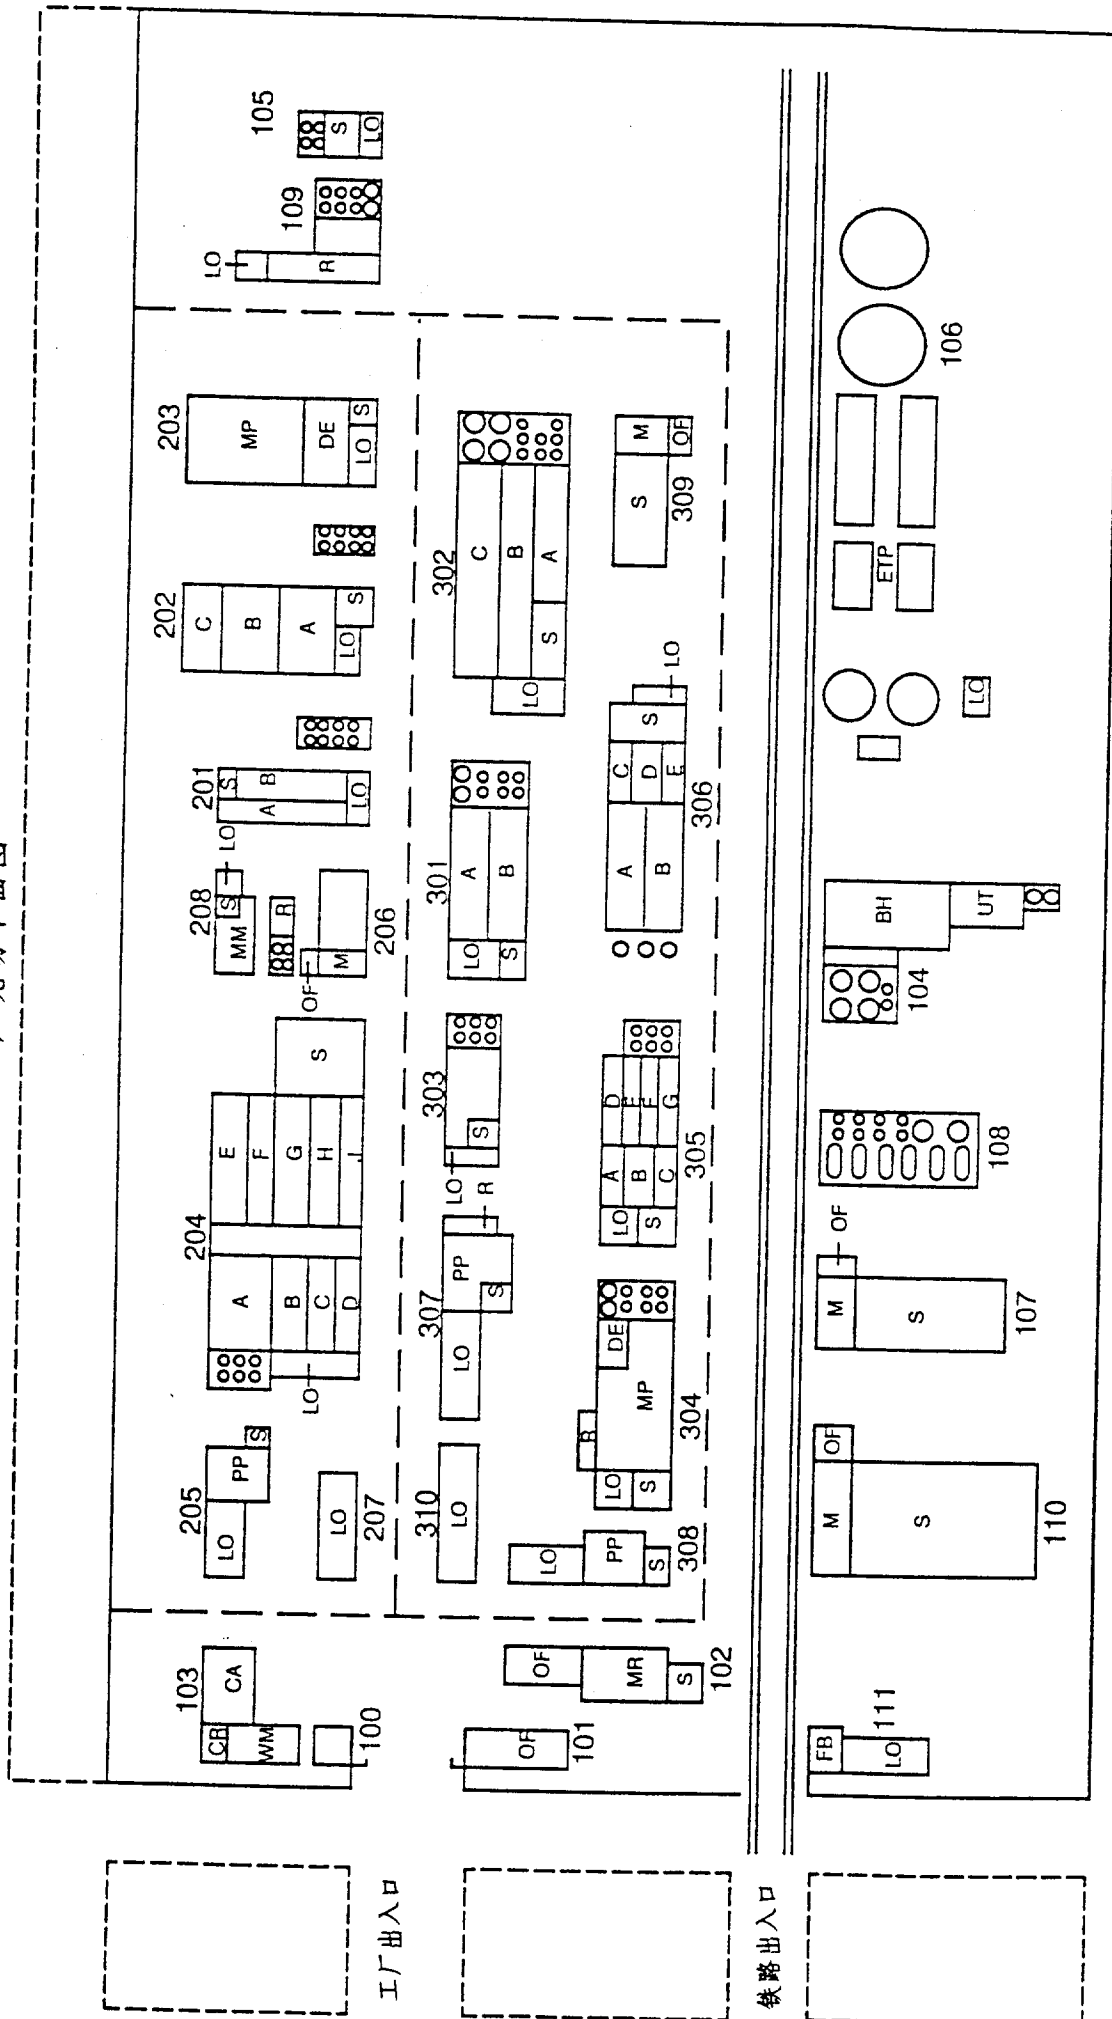 工厂出入口
铁路出入口
103
CR
CA
WM
100
205
LO
PP
S
LO
207
204
A
B
C
D
LO
E
F
G
H
I
S
208
MM
S
LO
R
OF
M
206
201
S
A
B
LO
202
C
B
A
LO
S
203
MP
DE
LO
S
LO
109
R
105
S
LO
101
OF
OF
MR
S
102
310
LO
LO
PP
S
308
307
LO
PP
S
R
R
DE
MP
LO
S
304
303
LO
S
D
E
F
G
A
B
C
LO
S
305
301
A
B
LO
S
A
B
C
D
E
S
LO
306
302
C
B
A
S
LO
M
OF
S
309
FB
LO
111
M
OF
S
110
M
OF
S
107
108
104
BH
UT
LO
ETP
106